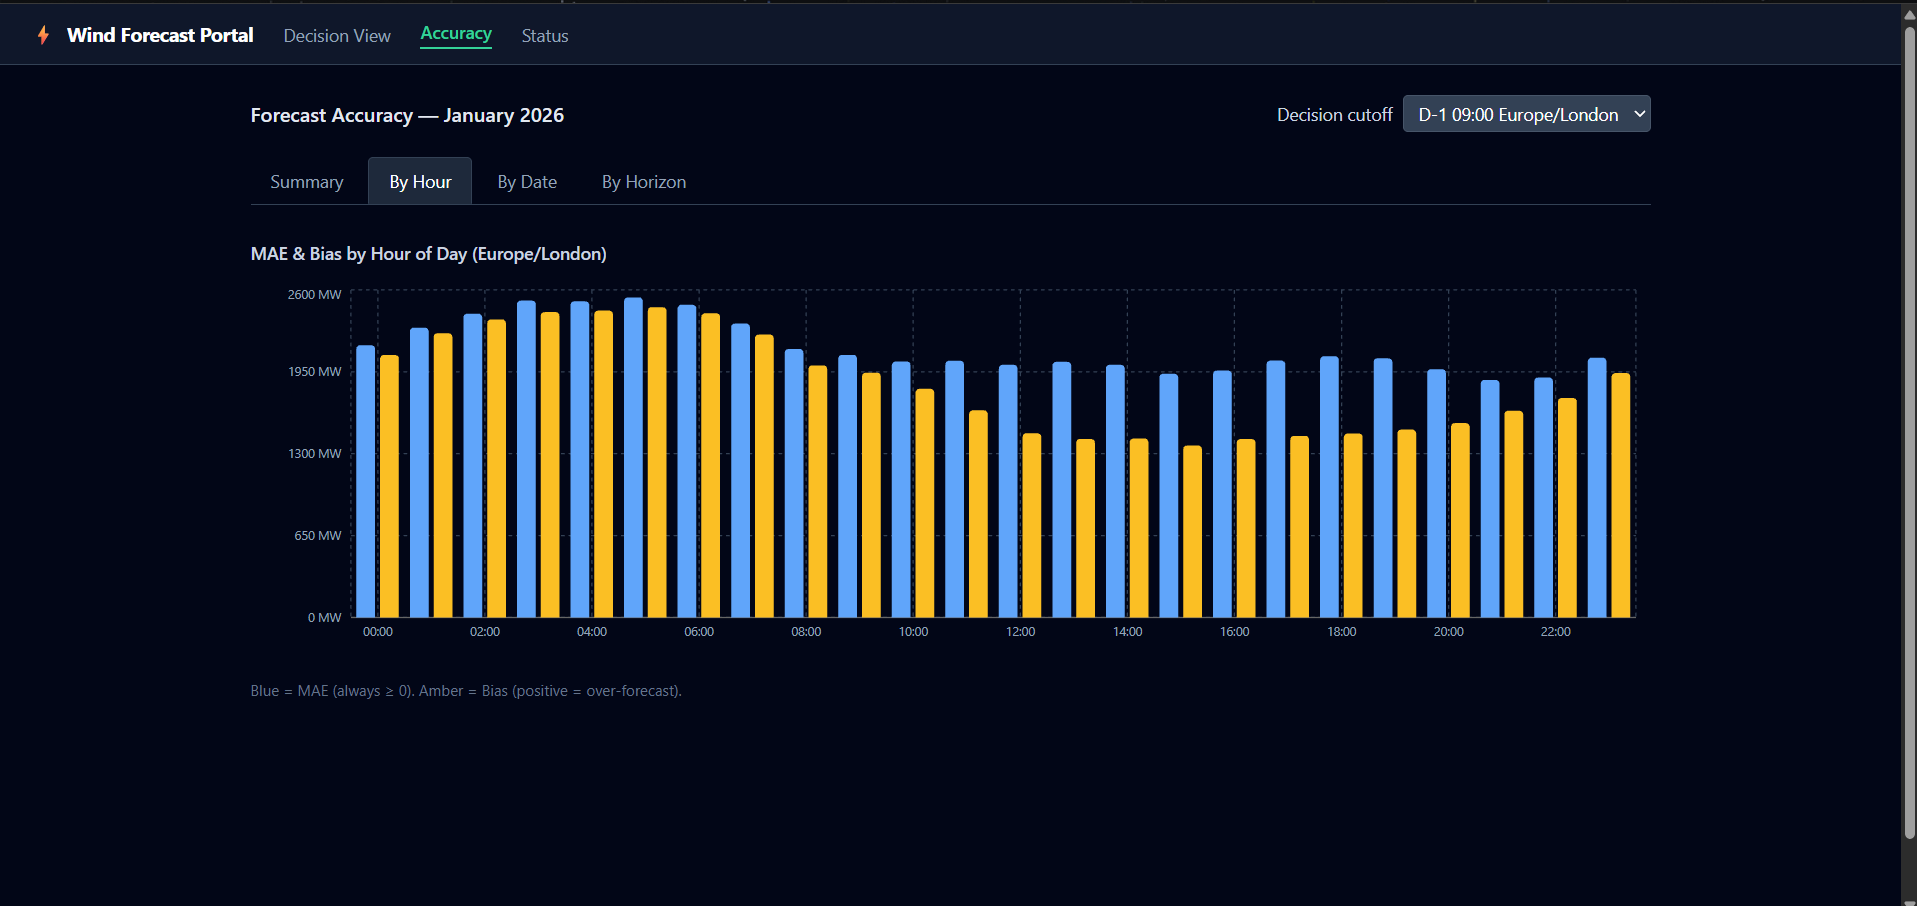 Wind Forecast Portal Decision View Accuracy Status
Forecast Accuracy — January 2026
Decision cutoff D-1 09:00 Europe/London
Summary By Hour By Date By Horizon
MAE & Bias by Hour of Day (Europe/London)
2600 MW
1950 MW
1300 MW
650 MW
0 MW
00:00 02:00 04:00 06:00 08:00 10:00 12:00 14:00 16:00 18:00 20:00 22:00
Blue = MAE (always ≥ 0). Amber = Bias (positive = over-forecast).